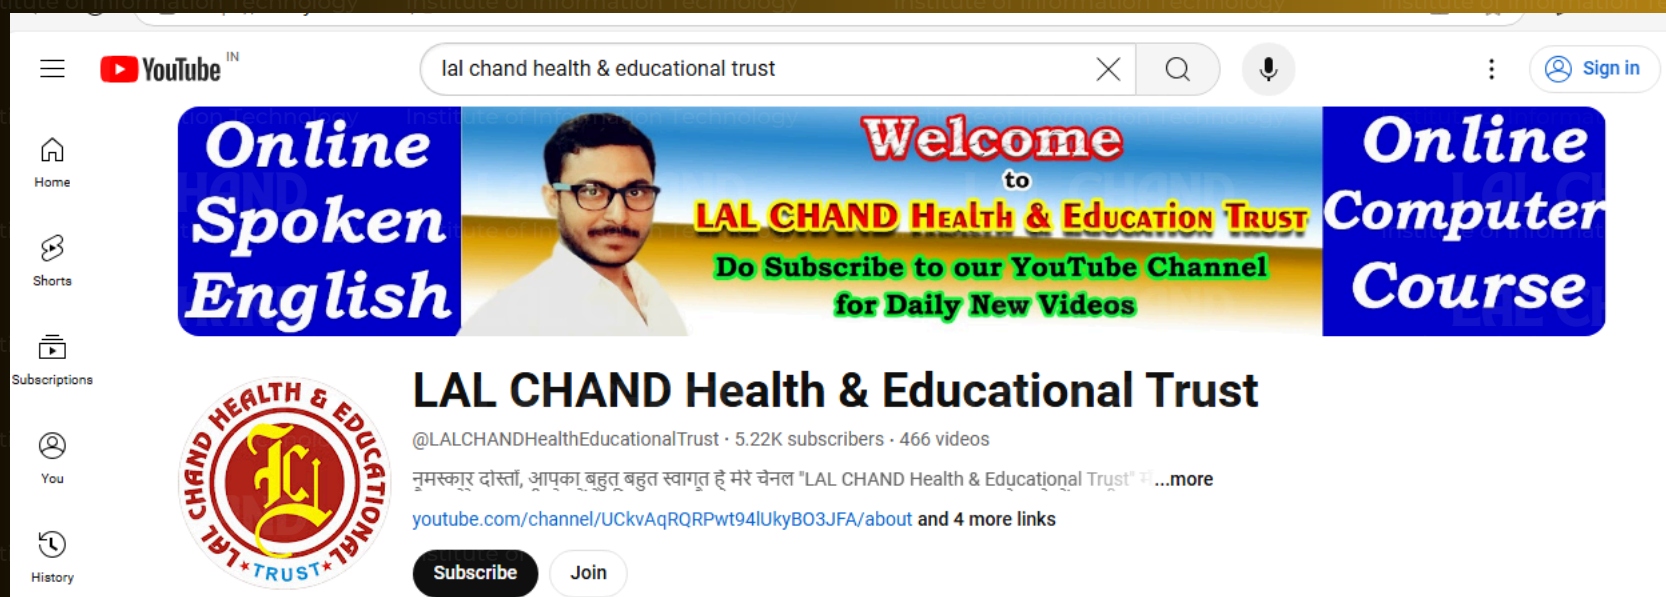 YouTube IN
lal chand health & educational trust
Sign in
Home
Shorts
Subscriptions
You
History
Online
Spoken
English
Welcome
to
LAL CHAND Health & Education Trust
Do Subscribe to our YouTube Channel
for Daily New Videos
Online
Computer
Course
LAL CHAND HEALTH & EDUCATIONAL
TRUST
LAL CHAND Health & Educational Trust
@LALCHANDHealthEducationalTrust · 5.22K subscribers · 466 videos
नमस्कार दोस्तों, आपका बहुत बहुत स्वागत है मेरे चैनल "LAL CHAND Health & Educational Trust" ...more
youtube.com/channel/UCkvAqRQRPwt94lUkyBO3JFA/about and 4 more links
Subscribe
Join